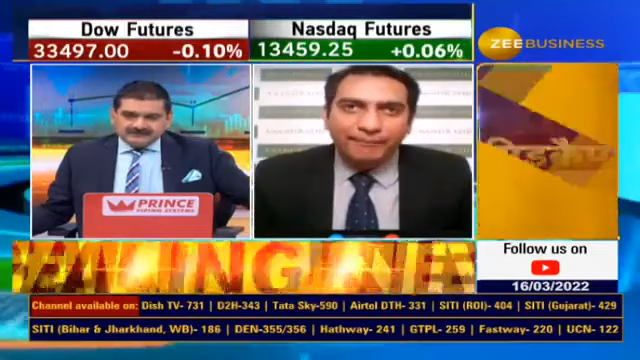 Dow Futures
33497.00 -0.10%
Nasdaq Futures
13459.25 +0.06%
ZEE BUSINESS
PRINCE
PIPING SYSTEMS
Follow us on
16/03/2022
Channel available on: Dish TV- 731 | D2H-343 | Tata Sky-590 | Airtel DTH- 331 | SITI (ROI)- 404 | SITI (Gujarat)- 429
SITI (Bihar & Jharkhand, WB)- 186 | DEN-355/356 | Hathway- 241 | GTPL- 259 | Fastway- 220 | UCN- 122